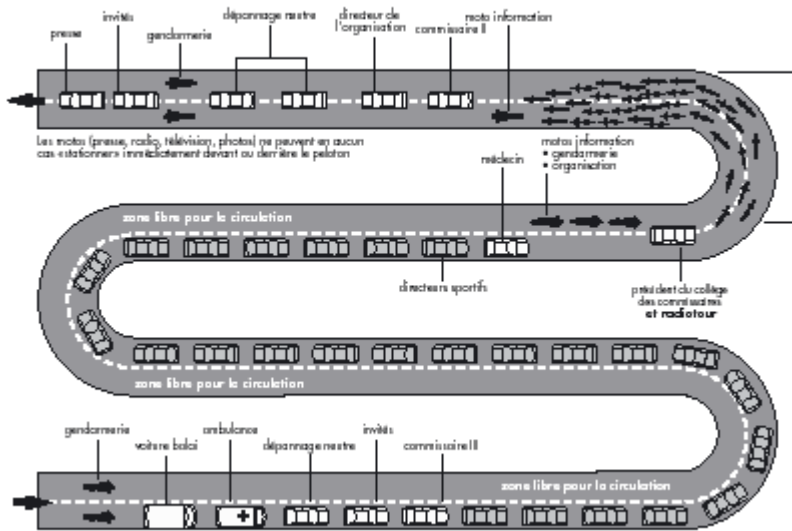 presse
invités
gendarmerie
dépannage neutre
directeur de
l'organisation
commissaire II
moto information
Les motos (presse, radio, télévision, photos) ne peuvent en aucun
cas «stationner» immédiatement devant ou derrière le peloton
médecin
motos information
• gendarmerie
• organisation
zone libre pour la circulation
directeurs sportifs
président du collège
des commissaires
et radiotour
zone libre pour la circulation
gendarmerie
voiture balai
ambulance
dépannage neutre
invités
commissaire III
zone libre pour la circulation